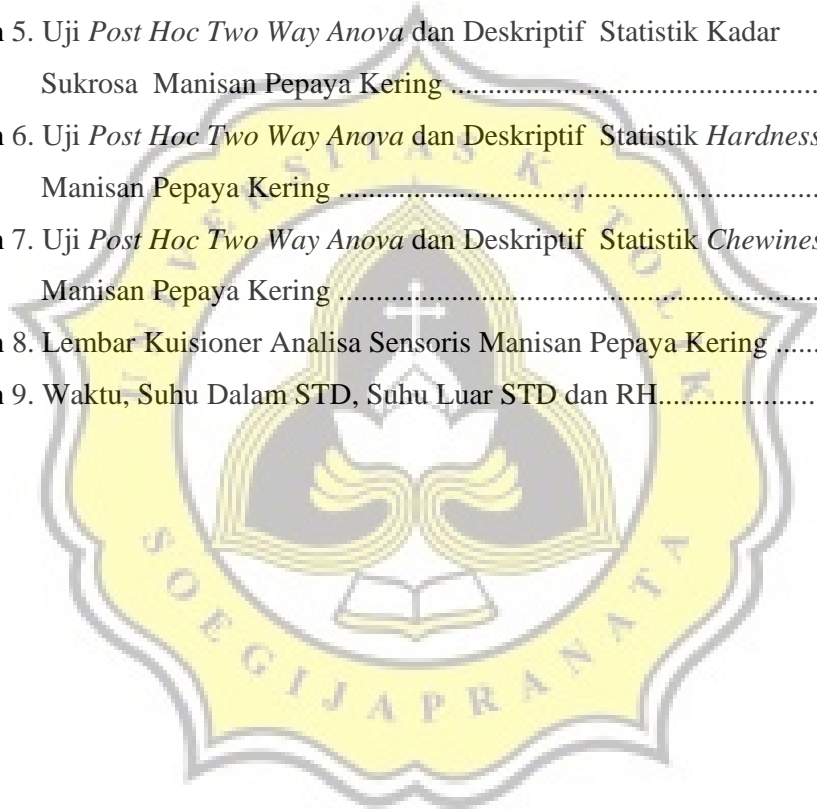 n 5. Uji Post Hoc Two Way Anova dan Deskriptif Statistik Kadar
Sukrosa Manisan Pepaya Kering ................................................
n 6. Uji Post Hoc Two Way Anova dan Deskriptif Statistik Hardness
Manisan Pepaya Kering ...............................................................
n 7. Uji Post Hoc Two Way Anova dan Deskriptif Statistik Chewines
Manisan Pepaya Kering ...............................................................
n 8. Lembar Kuisioner Analisa Sensoris Manisan Pepaya Kering ......
n 9. Waktu, Suhu Dalam STD, Suhu Luar STD dan RH.....................
UNIVERSITAS KATOLIK
SOEGIJAPRANATA